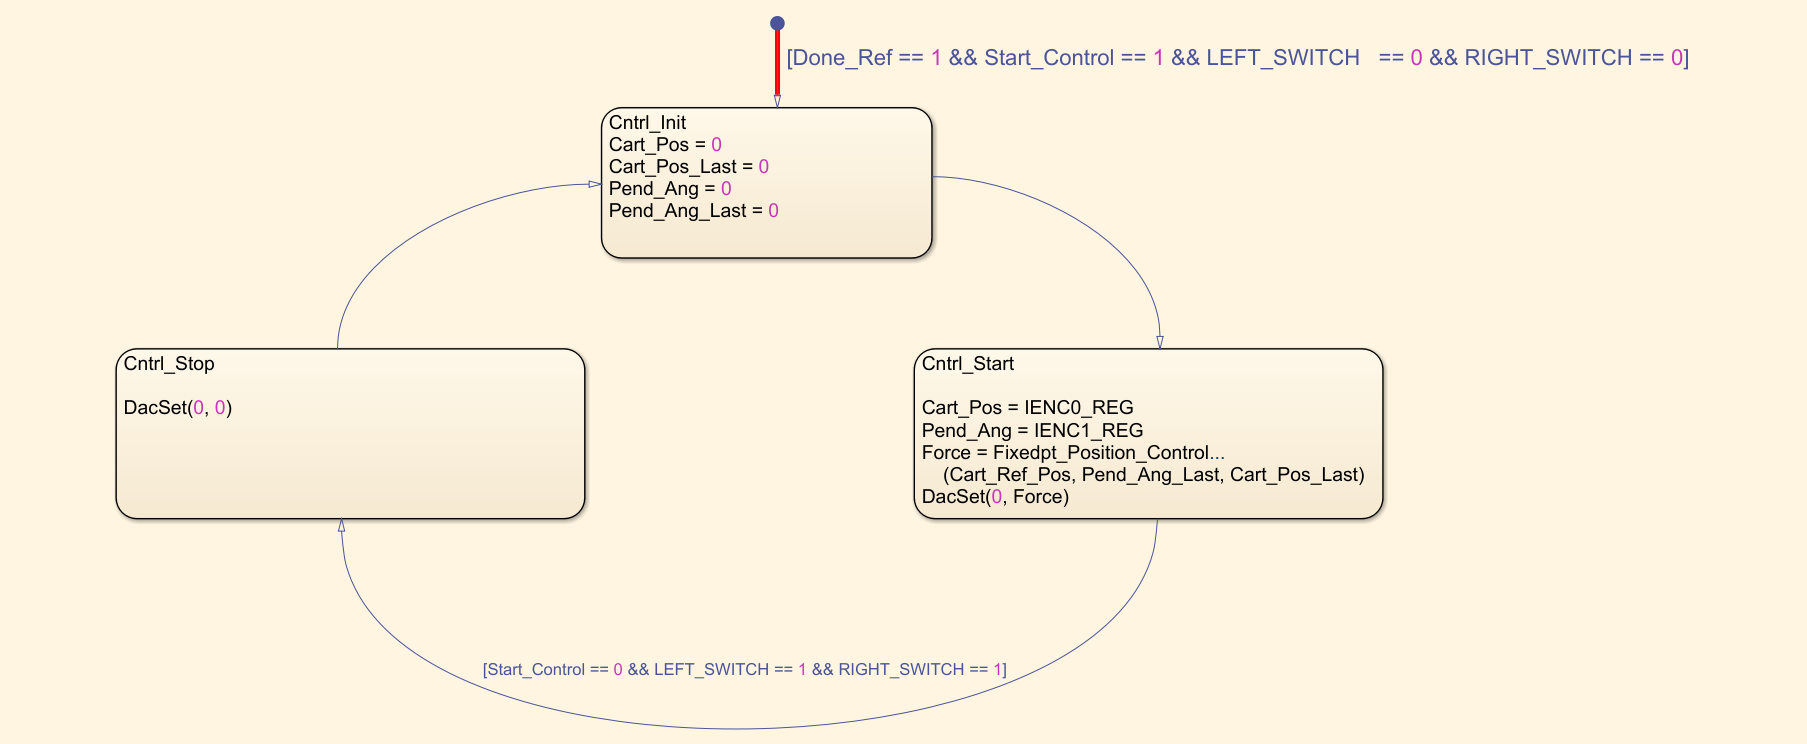 [Done_Ref == 1 && Start_Control == 1 && LEFT_SWITCH   == 0 && RIGHT_SWITCH == 0]
Cntrl_Init
Cart_Pos = 0
Cart_Pos_Last = 0
Pend_Ang = 0
Pend_Ang_Last = 0
Cntrl_Stop
DacSet(0, 0)
Cntrl_Start
Cart_Pos = IENC0_REG
Pend_Ang = IENC1_REG
Force = Fixedpt_Position_Control...
(Cart_Ref_Pos, Pend_Ang_Last, Cart_Pos_Last)
DacSet(0, Force)
[Start_Control == 0 && LEFT_SWITCH == 1 && RIGHT_SWITCH == 1]